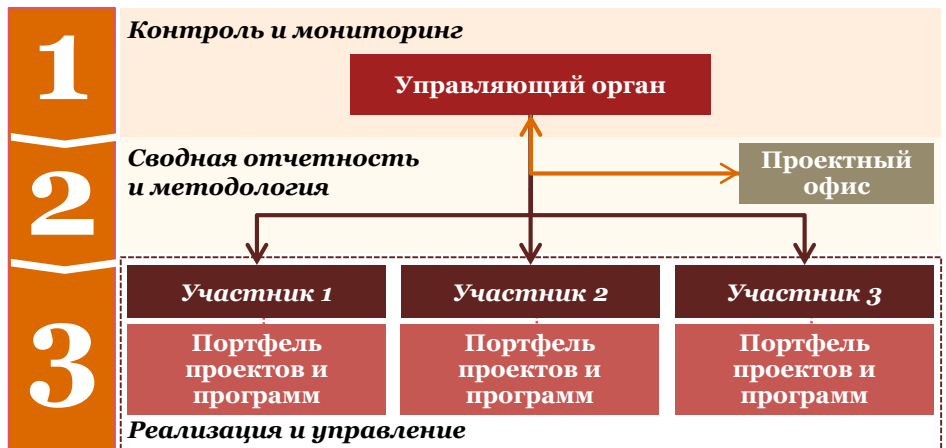 1
Контроль и мониторинг
Управляющий орган
2
Сводная отчетность
и методология
Проектный
офис
3
Участник 1
Участник 2
Участник 3
Портфель
проектов и
программ
Портфель
проектов и
программ
Портфель
проектов и
программ
Реализация и управление